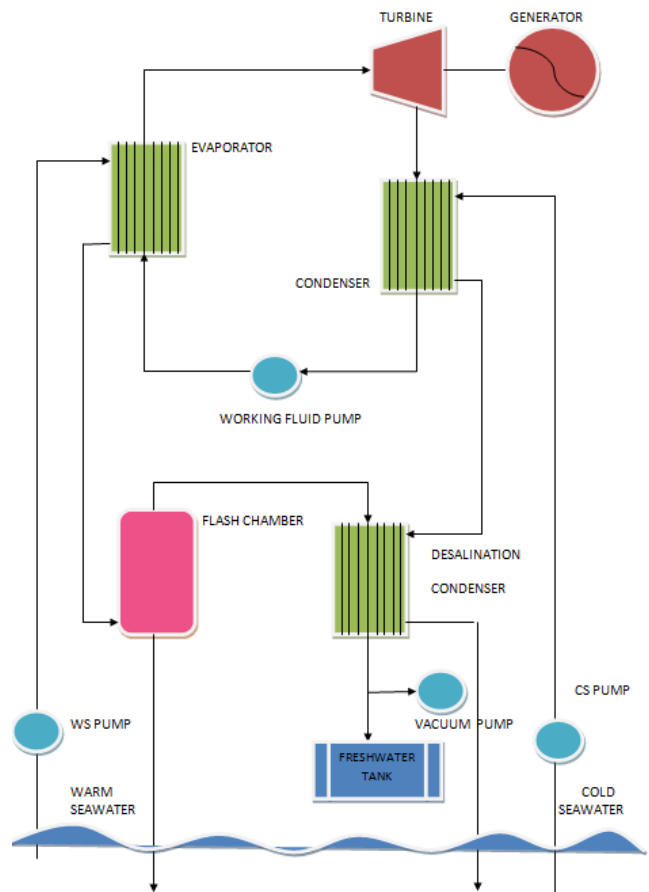 TURBINE
GENERATOR
EVAPORATOR
CONDENSER
WORKING FLUID PUMP
FLASH CHAMBER
DESALINATION
CONDENSER
WS PUMP
VACUUM PUMP
CS PUMP
FRESHWATER
TANK
WARM
SEAWATER
COLD
SEAWATER